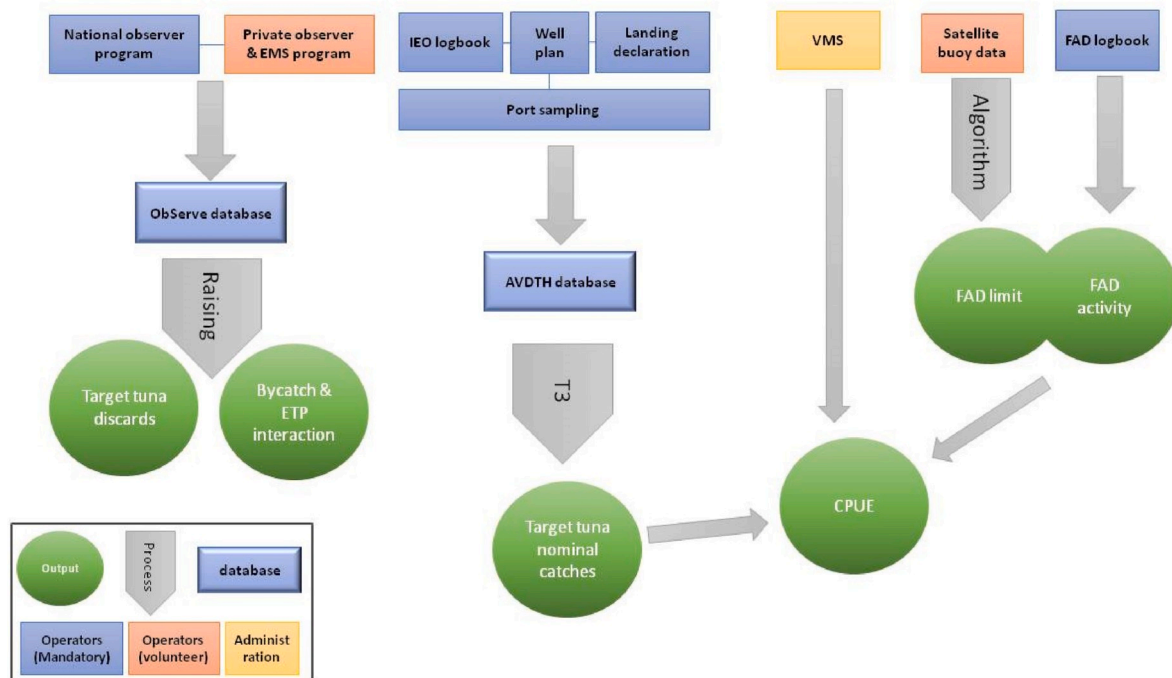 National observer
program
Private observer
& EMS program
IEO logbook
Well
plan
Landing
declaration
VMS
Satellite
buoy data
FAD logbook
Port sampling
Algorithm
ObServe database
AVDTH database
FAD limit
FAD
activity
Raising
Target tuna
discards
Bycatch &
ETP
interaction
T3
CPUE
Target tuna
nominal
catches
Output
Process
database
Operators
(Mandatory)
Operators
(volunteer)
Administ
ration